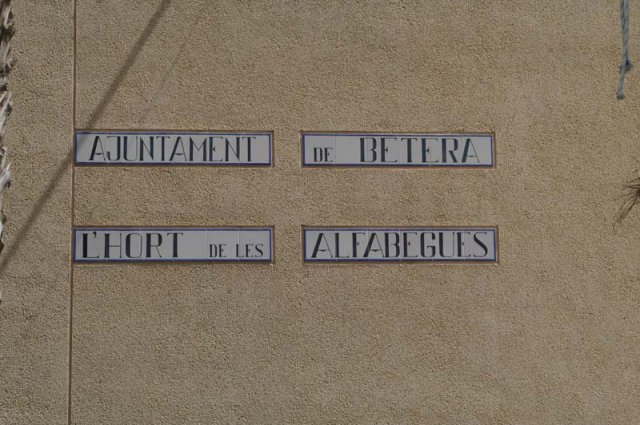 AJUNTAMENT DE BETERA
L'HORT DE LES ALFABEGUES